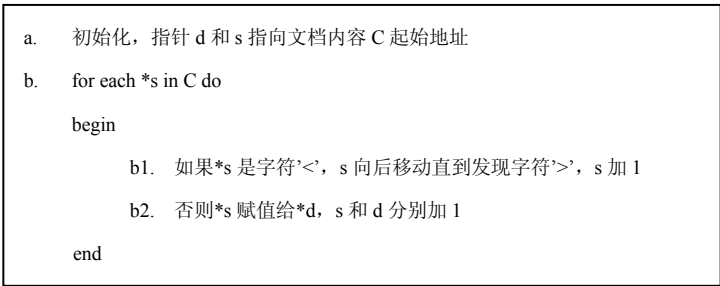 a. 初始化，指针 d 和 s 指向文档内容 C 起始地址
b. for each *s in C do
begin
b1. 如果*s 是字符’<’，s 向后移动直到发现字符’>’，s 加 1
b2. 否则*s 赋值给*d，s 和 d 分别加 1
end